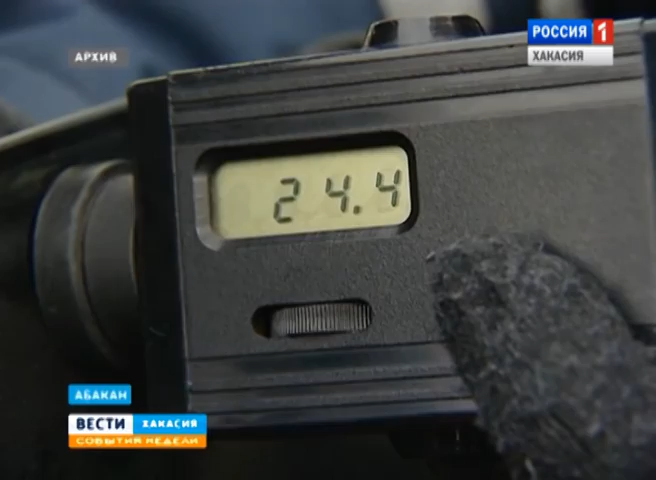 РОССИЯ 1
ХАКАСИЯ
АРХИВ
24.4
АБАКАН
ВЕСТИ ХАКАСИЯ
СОБЫТИЯ НЕДЕЛИ